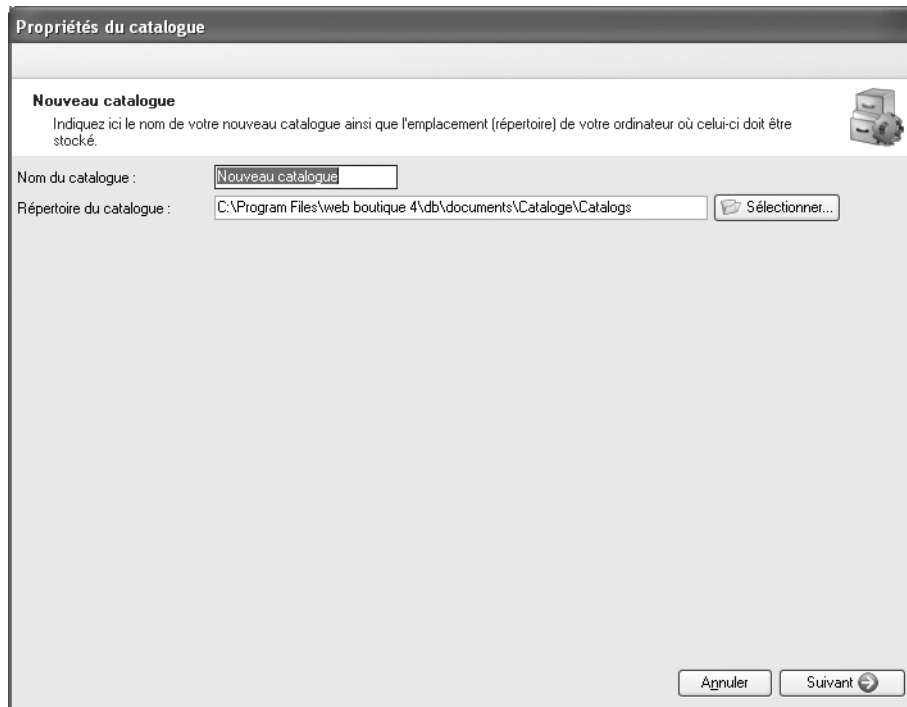 Propriétés du catalogue
Nouveau catalogue
Indiquez ici le nom de votre nouveau catalogue ainsi que l'emplacement (répertoire) de votre ordinateur où celui-ci doit être
stocké.
Nom du catalogue : Nouveau catalogue
Répertoire du catalogue : C:\Program Files\web boutique 4\db\documents\Cataloge\Catalogs Sélectionner...
Annuler Suivant